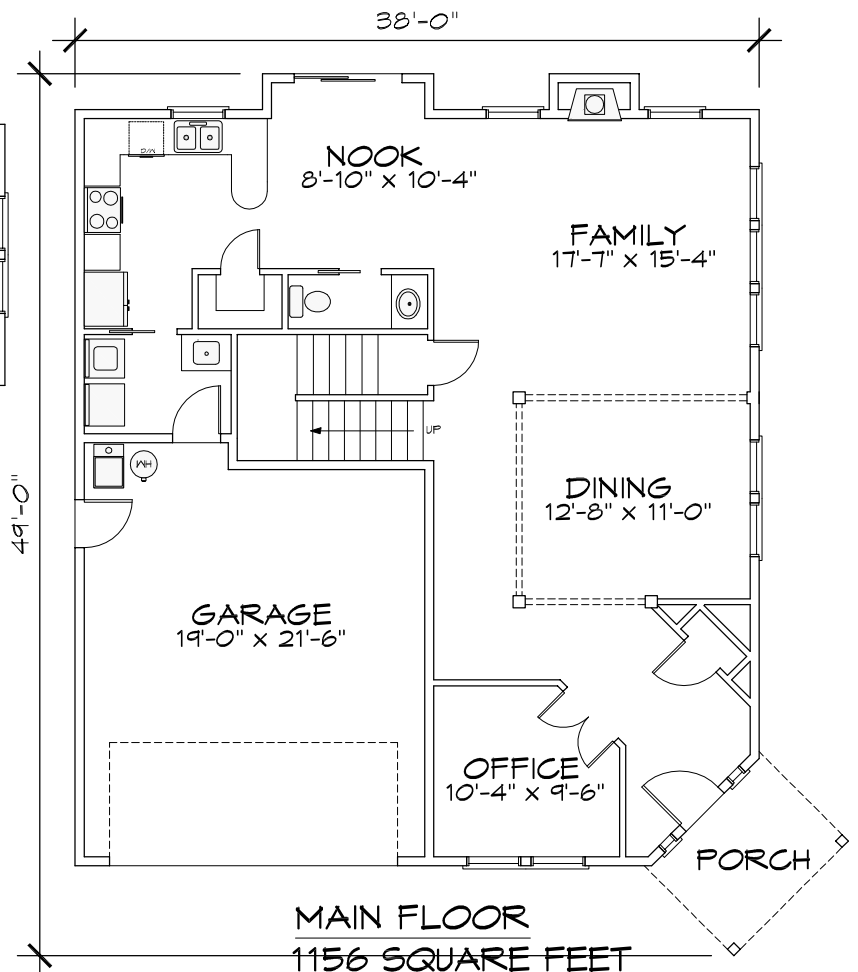 38'-0"
NOOK
8'-10" x 10'-4"
FAMILY
17'-7" x 15'-4"
UP
DINING
12'-8" x 11'-0"
WH
49'-0"
GARAGE
19'-0" x 21'-6"
OFFICE
10'-4" x 9'-6"
PORCH
MAIN FLOOR
1156 SQUARE FEET